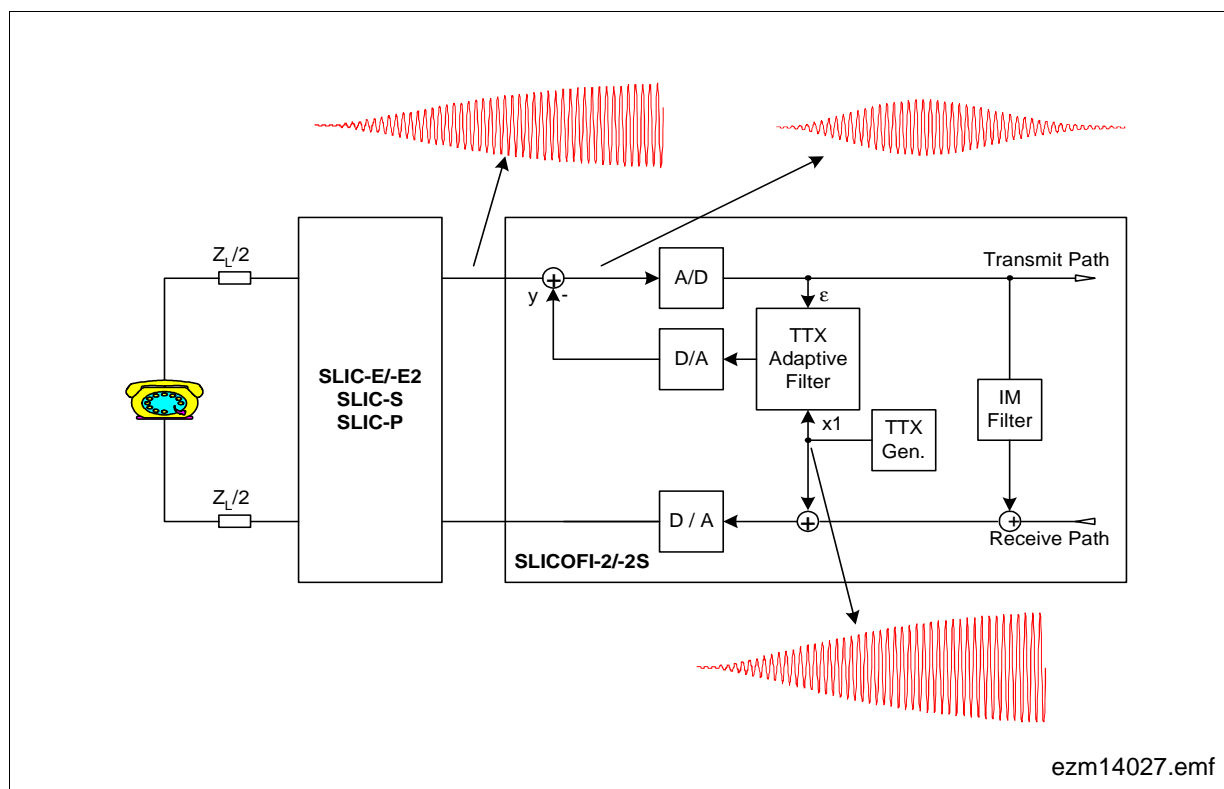 Z_L/2
Transmit Path
A/D
y
+
-
ε
TTX
Adaptive
Filter
D/A
SLIC-E/-E2
SLIC-S
SLIC-P
IM
Filter
x1
TTX
Gen.
Z_L/2
D / A
+
+
Receive Path
SLICOFI-2/-2S
ezm14027.emf